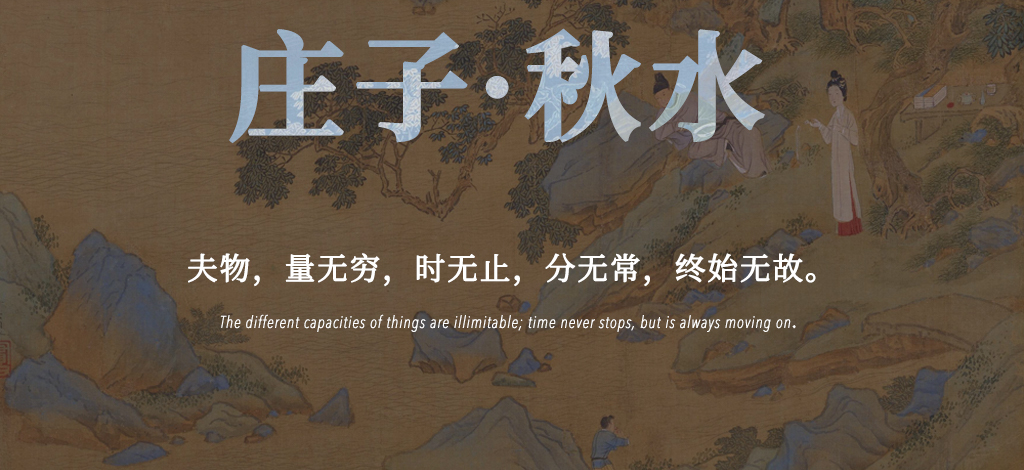 庄子·秋水
夫物，量无穷，时无止，分无常，终始无故。
The different capacities of things are illimitable; time never stops, but is always moving on.